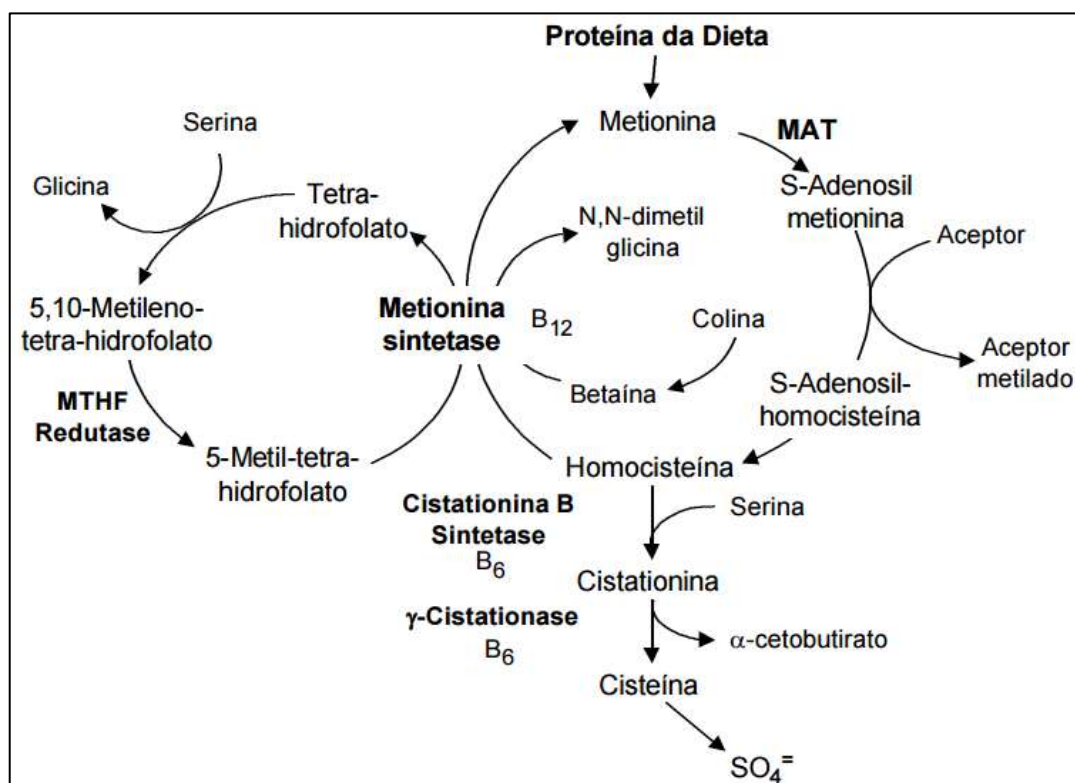 Proteína da Dieta
Metionina
MAT
Serina
Glicina
Tetra-
hidrofolato
N,N-dimetil
glicina
S-Adenosil
metionina
Aceptor
5,10-Metileno-
tetra-hidrofolato
Metionina
sintetase
B12
Colina
Betaína
Aceptor
metilado
S-Adenosil-
homocisteína
MTHF
Redutase
5-Metil-tetra-
hidrofolato
Homocisteína
Cistationina B
Sintetase
B6
Serina
Cistationina
γ-Cistationase
B6
α-cetobutirato
Cisteína
SO4=